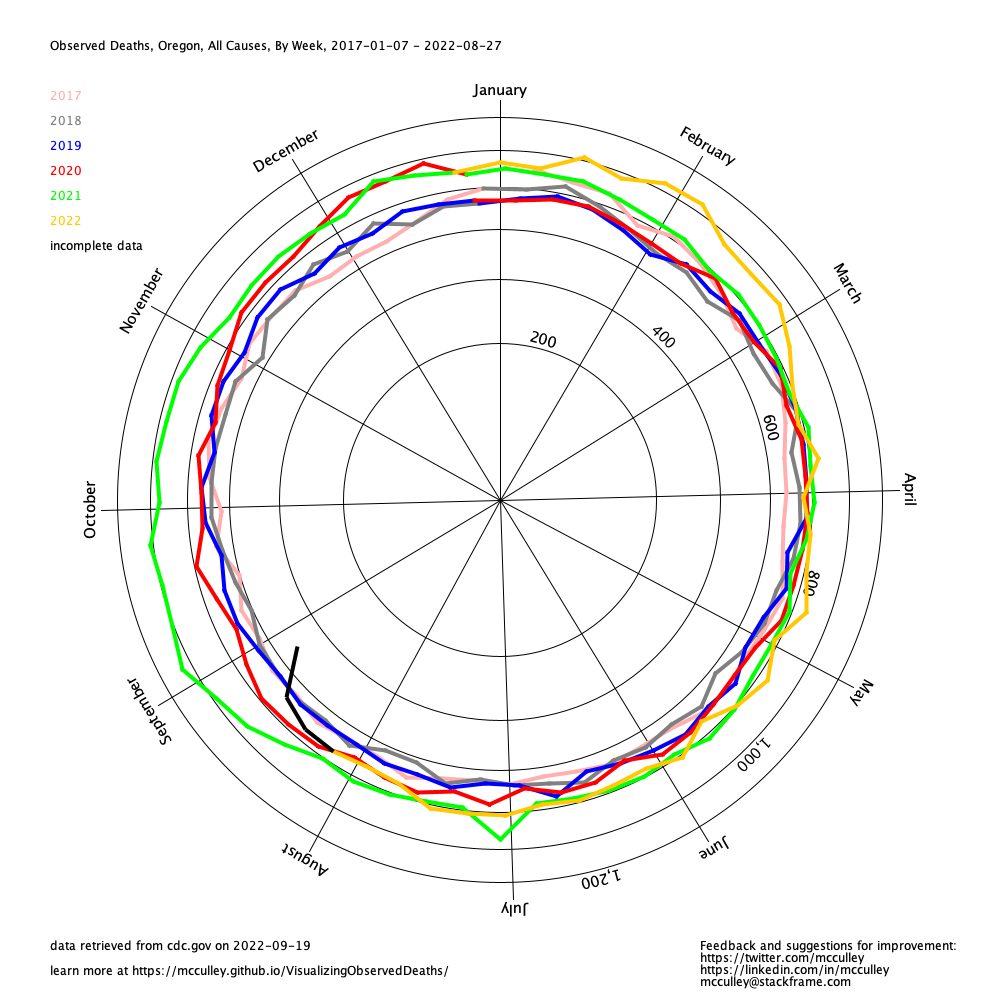 Observed Deaths, Oregon, All Causes, By Week, 2017-01-07 - 2022-08-27
2017
2018
2019
2020
2021
2022
incomplete data
January
February
March
April
May
June
July
August
September
October
November
December
200
400
600
800
1,000
1,200
data retrieved from cdc.gov on 2022-09-19
learn more at https://mcculley.github.io/VisualizingObservedDeaths/
Feedback and suggestions for improvement:
https://twitter.com/mcculley
https://linkedin.com/in/mcculley
mcculley@stackframe.com